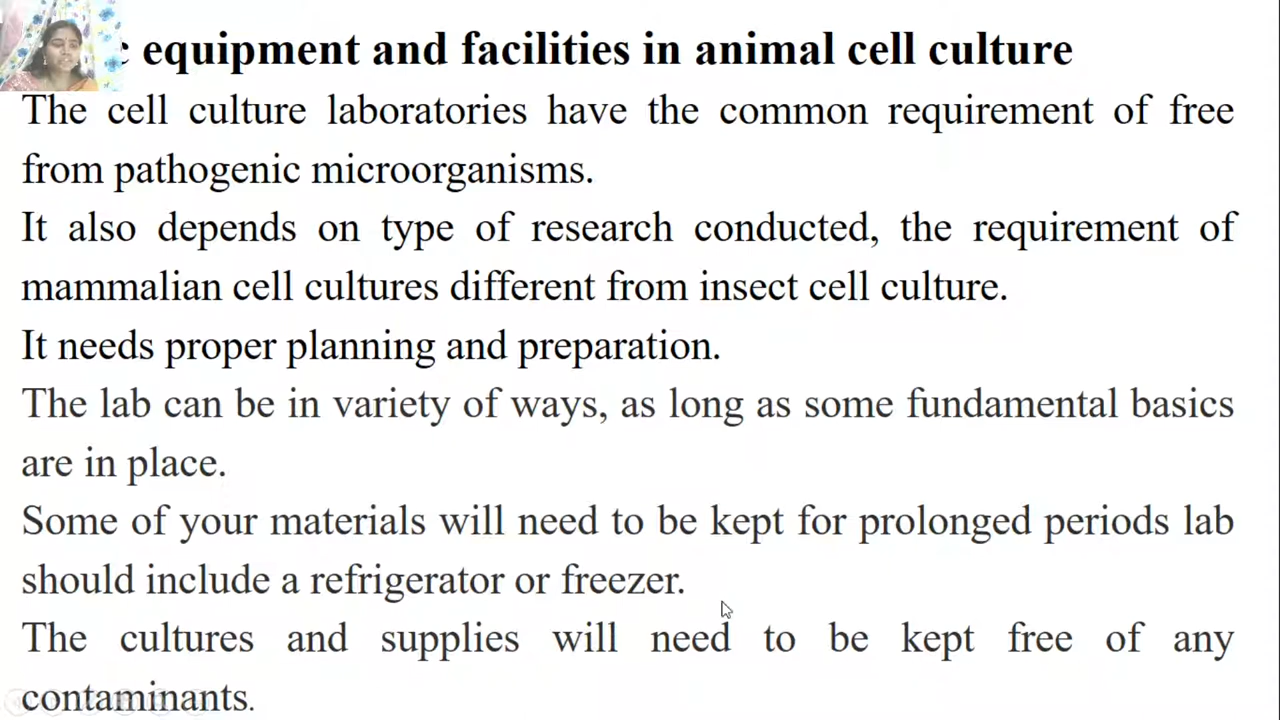 equipment and facilities in animal cell culture
The cell culture laboratories have the common requirement of free
from pathogenic microorganisms.
It also depends on type of research conducted, the requirement of
mammalian cell cultures different from insect cell culture.
It needs proper planning and preparation.
The lab can be in variety of ways, as long as some fundamental basics
are in place.
Some of your materials will need to be kept for prolonged periods lab
should include a refrigerator or freezer.
The cultures and supplies will need to be kept free of any
contaminants.